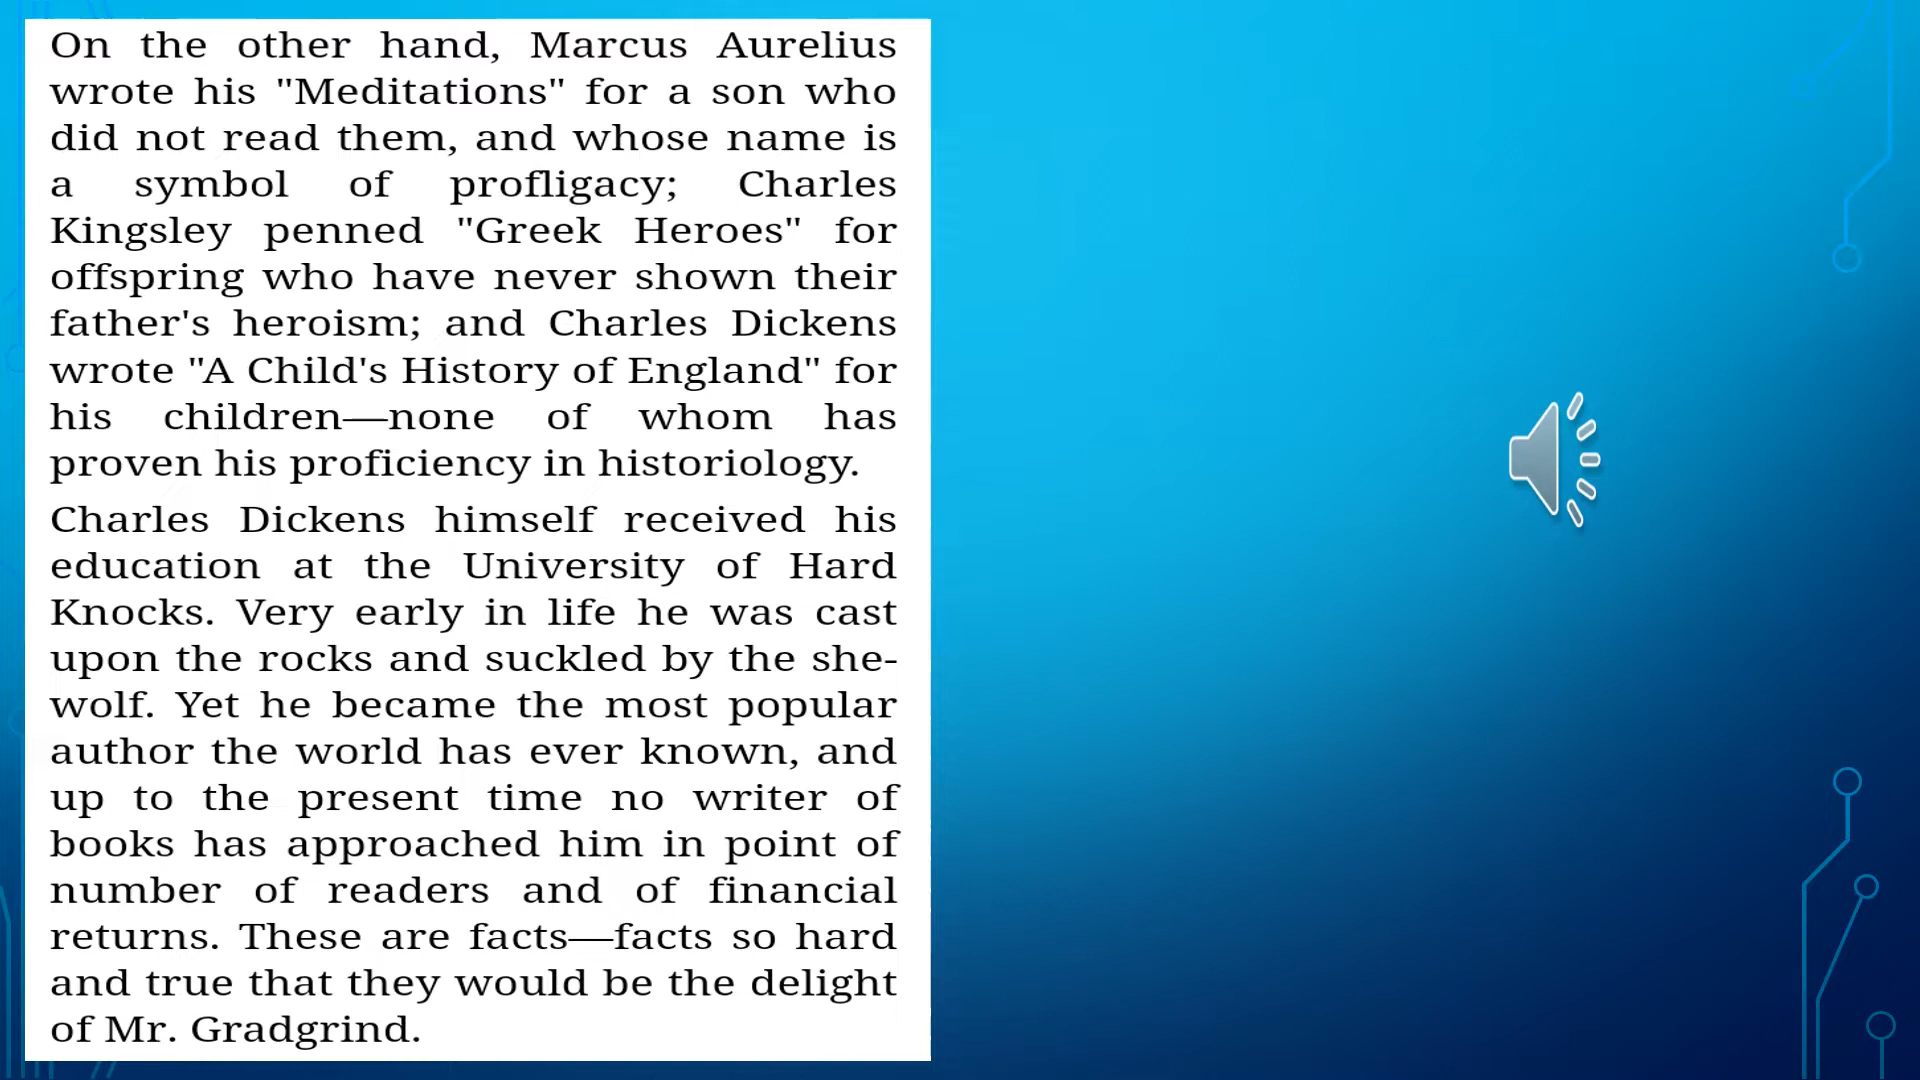 On the other hand, Marcus Aurelius
wrote his "Meditations" for a son who
did not read them, and whose name is
a symbol of profligacy; Charles
Kingsley penned "Greek Heroes" for
offspring who have never shown their
father's heroism; and Charles Dickens
wrote "A Child's History of England" for
his children—none of whom has
proven his proficiency in historiology.
Charles Dickens himself received his
education at the University of Hard
Knocks. Very early in life he was cast
upon the rocks and suckled by the she-
wolf. Yet he became the most popular
author the world has ever known, and
up to the present time no writer of
books has approached him in point of
number of readers and of financial
returns. These are facts—facts so hard
and true that they would be the delight
of Mr. Gradgrind.